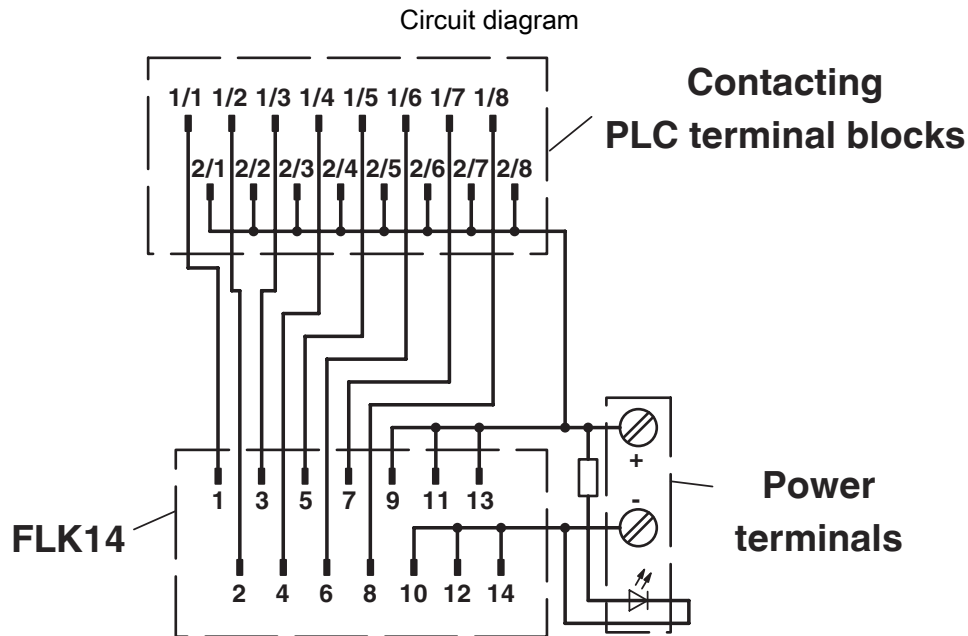 Circuit diagram
1/1 1/2 1/3 1/4 1/5 1/6 1/7 1/8
2/1 2/2 2/3 2/4 2/5 2/6 2/7 2/8
Contacting
PLC terminal blocks
+
-
1 3 5 7 9 11 13
Power
terminals
FLK14
2 4 6 8 10 12 14